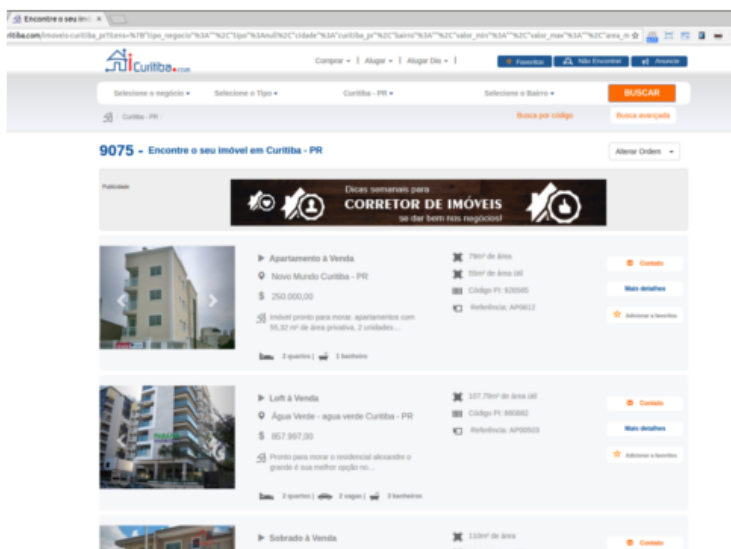 Encontre o seu imó
Curitiba.com
Comprar | Alugar | Alugar Dia |
Favoritos Não Encontrei Anuncie
Selecione o negócio Selecione o Tipo Curitiba - PR Selecione o Bairro BUSCAR
Curitiba - PR
Busca por código Busca avançada
9075 - Encontre o seu imóvel em Curitiba - PR
Alterar Ordem
Publicidade
Dicas semanais para
CORRETOR DE IMÓVEIS
se dar bem nos negócios!
Apartamento à Venda
Novo Mundo Curitiba - PR
$ 250.000,00
Imóvel pronto para morar. apartamentos com
55,32 m² de área privativa, 2 unidades...
2 quartos | 1 banheiro
79m² de área
55m² de área útil
Código PI: 920565
Referência: AP0612
Contato
Mais detalhes
Adicionar a favoritos
Loft à Venda
Água Verde - agua verde Curitiba - PR
$ 857.997,00
Pronto para morar o residencial alexandre o
grande é sua melhor opção no...
2 quartos | 2 vagas | 3 banheiros
107.79m² de área útil
Código PI: 860682
Referência: AP00503
Contato
Mais detalhes
Adicionar a favoritos
Sobrado à Venda
110m² de área
Contato